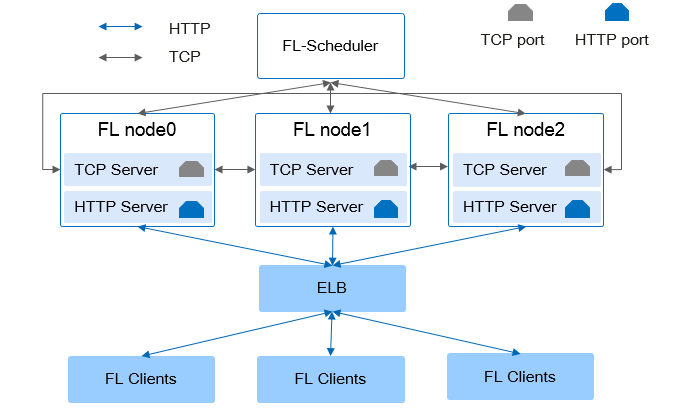 HTTP
TCP
FL-Scheduler
TCP port
HTTP port
FL node0
TCP Server
HTTP Server
FL node1
TCP Server
HTTP Server
FL node2
TCP Server
HTTP Server
ELB
FL Clients
FL Clients
FL Clients